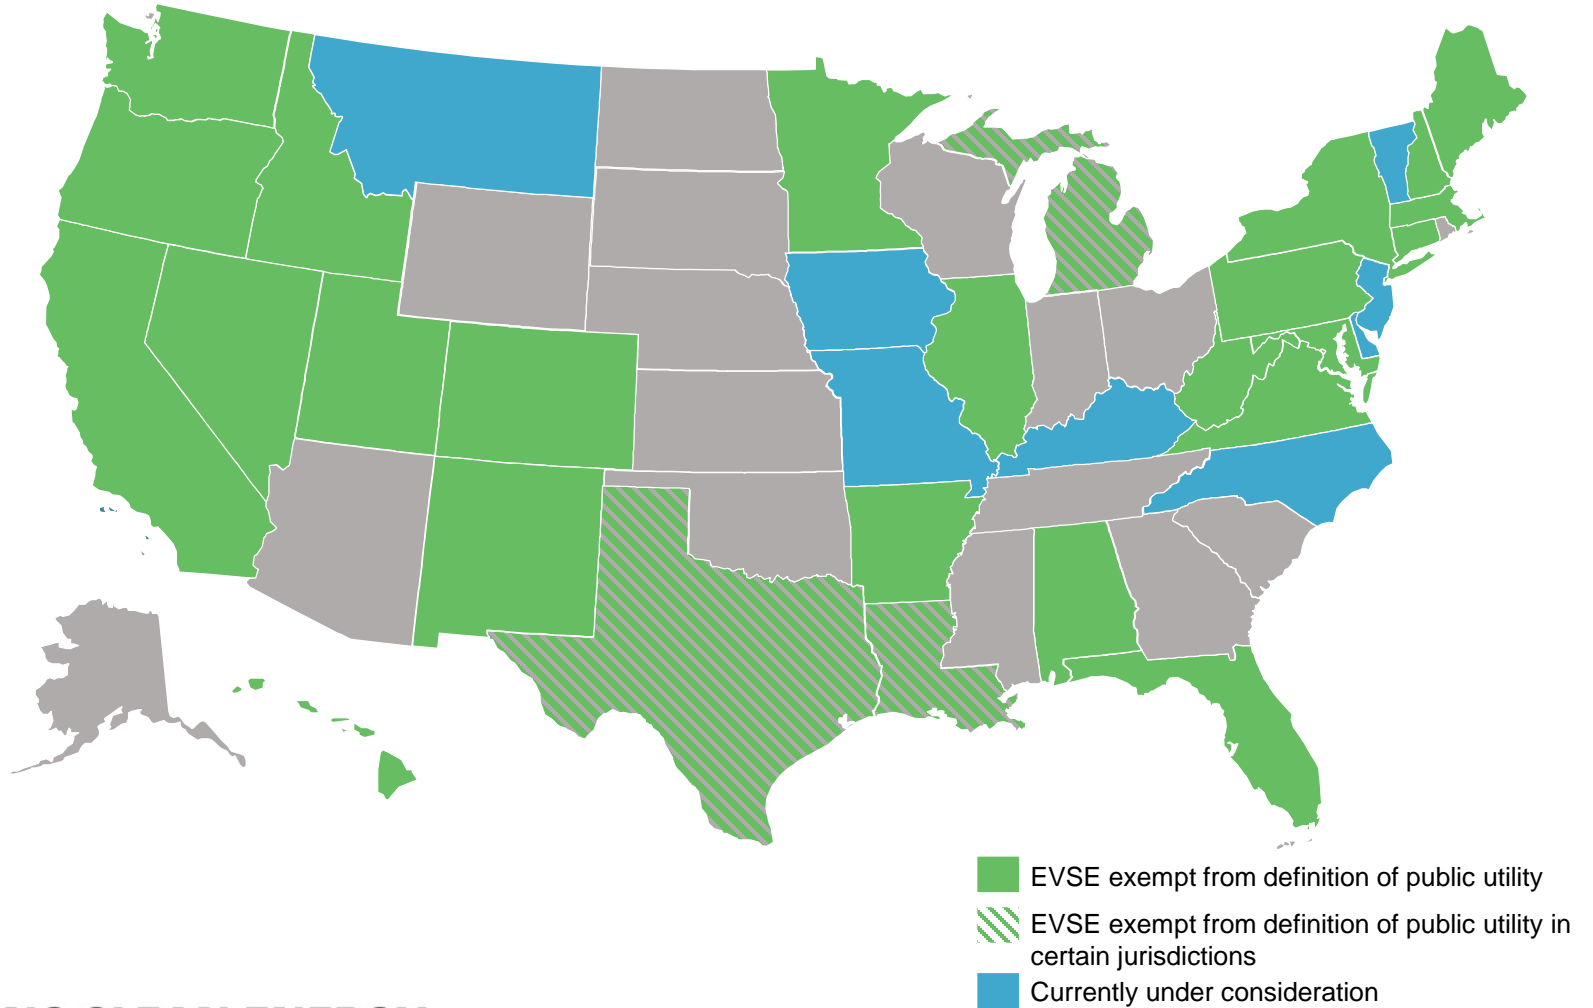 EVSE exempt from definition of public utility
EVSE exempt from definition of public utility in
certain jurisdictions
Currently under consideration